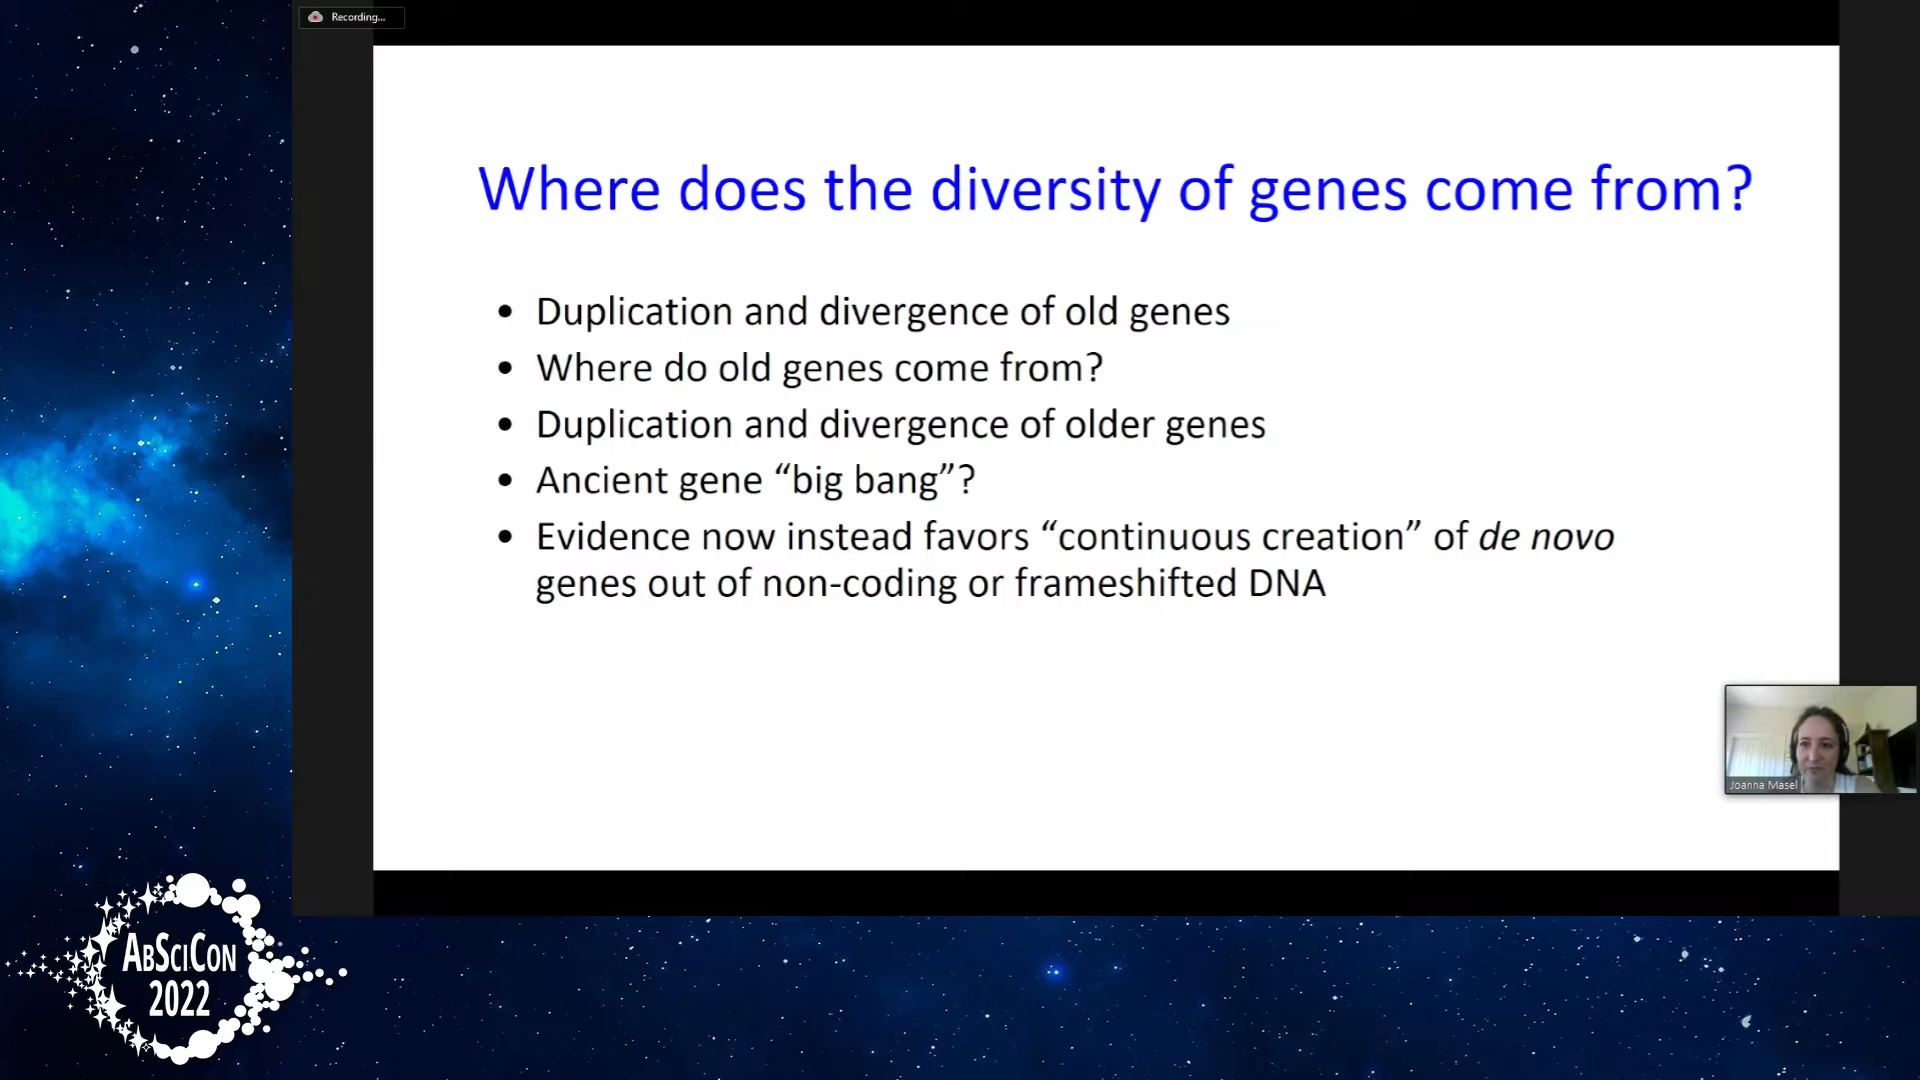 Recording...
Where does the diversity of genes come from?
• Duplication and divergence of old genes
• Where do old genes come from?
• Duplication and divergence of older genes
• Ancient gene “big bang”?
• Evidence now instead favors “continuous creation” of de novo
genes out of non-coding or frameshifted DNA
Joanna Masel
ABSCICON
2022